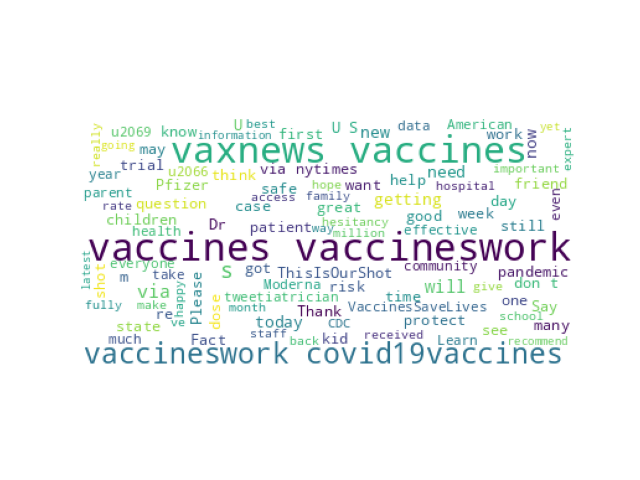 U best U S new data American yet
really u2069 know first work now expert
going information
vaxnews vaccines
may
trial u2066 via nytimes need important
year think safe want help hospital friend even
Pfizer access family getting
parent question case hope great good week day
rate
children Dr patient way hesitancy effective still
health million
vaccines vaccineswork
latest everyone s got ThisIsOurShot community pandemic
shot m take Moderna risk will give don t
via Please tweetiatrician time one
fully make ve happy dose month Thank VaccinesSaveLives Say
re today CDC protect school
state staff received see many
much Fact back kid Learn recommend
vaccineswork covid19vaccines